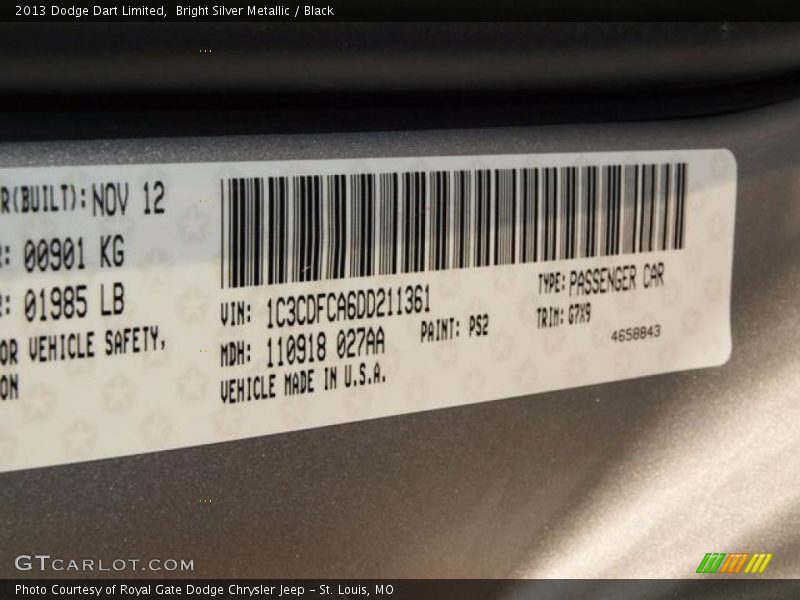 2013 Dodge Dart Limited, Bright Silver Metallic / Black
R(BUILT): NOV 12
: 00901 KG
: 01985 LB
OR VEHICLE SAFETY,
ON
VIN: 1C3CDFCA6DD211361
MDH: 110918 027AA
PAINT: PS2
VEHICLE MADE IN U.S.A.
TYPE: PASSENGER CAR
TRIM: G7X9
4658843
GTCARLOT.COM
Photo Courtesy of Royal Gate Dodge Chrysler Jeep – St. Louis, MO